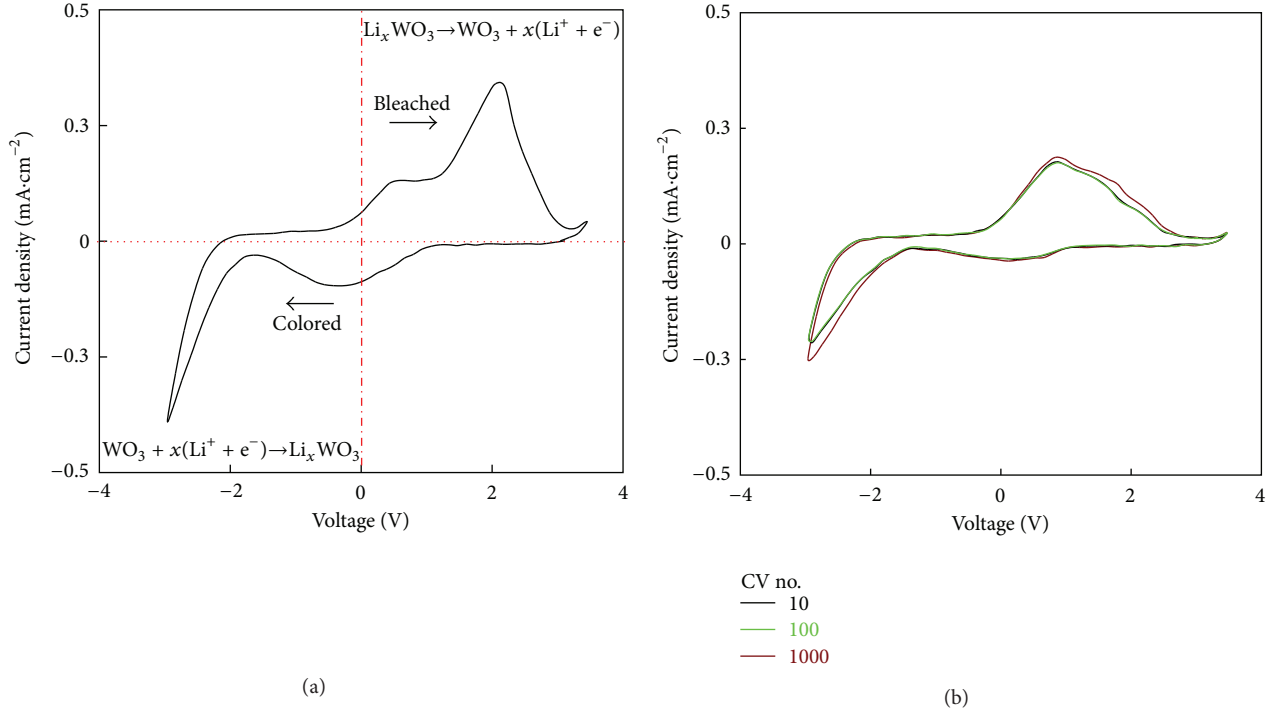 0.5
0.3
0
−0.3
−0.5
Current density (mA·cm⁻²)
LiₓWO₃→WO₃ + x(Li⁺ + e⁻)
Bleached
Colored
WO₃ + x(Li⁺ + e⁻)→LiₓWO₃
−4 −2 0 2 4
Voltage (V)
(a)
0.5
0.3
0
−0.3
−0.5
Current density (mA·cm⁻²)
−4 −2 0 2 4
Voltage (V)
CV no.
10
100
1000
(b)